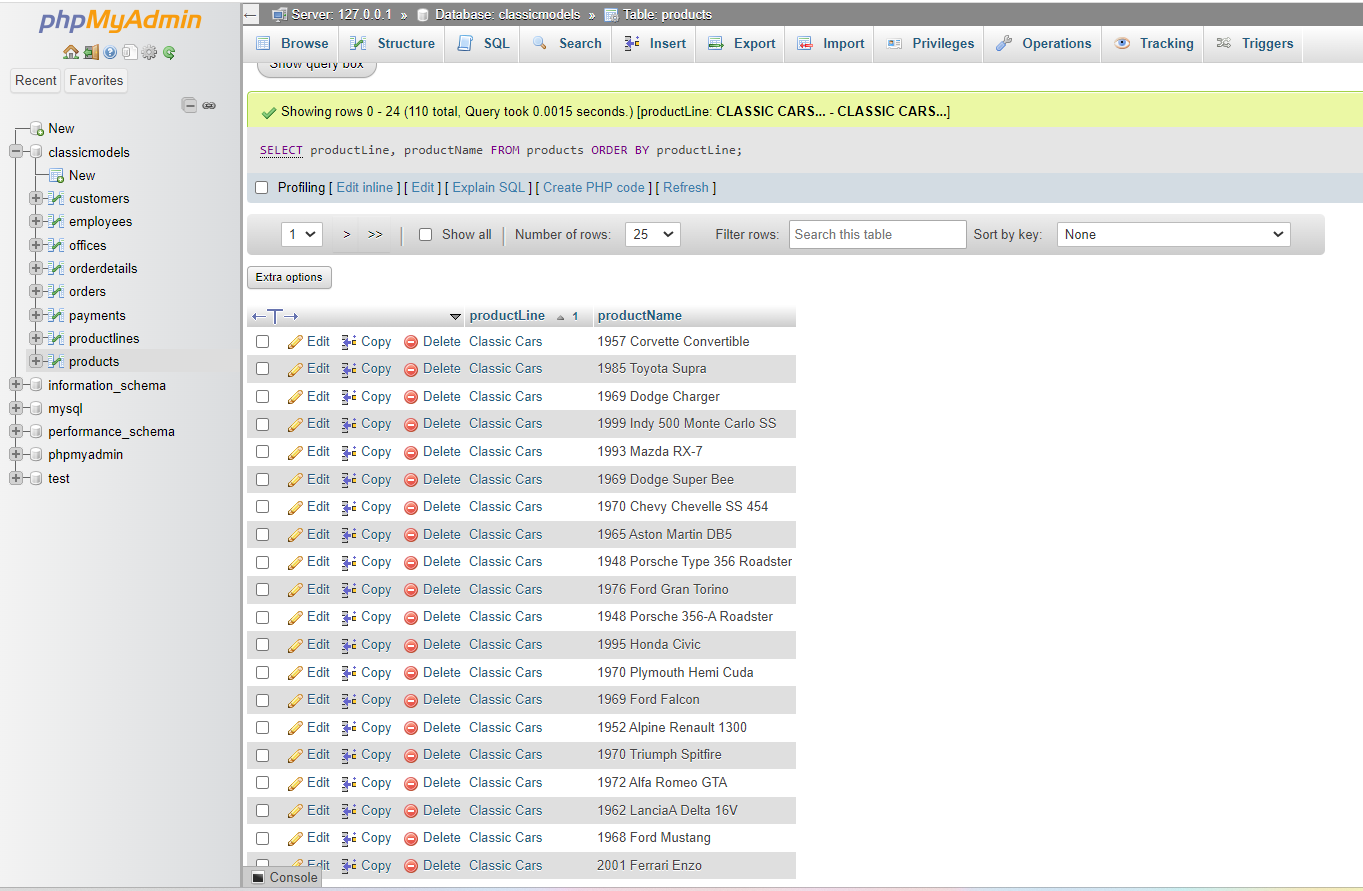 phpMyAdmin
Recent Favorites
New
classicmodels
New
customers
employees
offices
orderdetails
orders
payments
productlines
products
information_schema
mysql
performance_schema
phpmyadmin
test
Server: 127.0.0.1 » Database: classicmodels » Table: products
Browse Structure SQL Search Insert Export Import Privileges Operations Tracking Triggers
Show query box
Showing rows 0 - 24 (110 total, Query took 0.0015 seconds.) [productLine: CLASSIC CARS... - CLASSIC CARS...]
SELECT productLine, productName FROM products ORDER BY productLine;
Profiling [ Edit inline ] [ Edit ] [ Explain SQL ] [ Create PHP code ] [ Refresh ]
1 > >> | Show all | Number of rows: 25 Filter rows: Search this table Sort by key: None
Extra options
←T→ productLine 1 productName
Edit Copy Delete Classic Cars 1957 Corvette Convertible
Edit Copy Delete Classic Cars 1985 Toyota Supra
Edit Copy Delete Classic Cars 1969 Dodge Charger
Edit Copy Delete Classic Cars 1999 Indy 500 Monte Carlo SS
Edit Copy Delete Classic Cars 1993 Mazda RX-7
Edit Copy Delete Classic Cars 1969 Dodge Super Bee
Edit Copy Delete Classic Cars 1970 Chevy Chevelle SS 454
Edit Copy Delete Classic Cars 1965 Aston Martin DB5
Edit Copy Delete Classic Cars 1948 Porsche Type 356 Roadster
Edit Copy Delete Classic Cars 1976 Ford Gran Torino
Edit Copy Delete Classic Cars 1948 Porsche 356-A Roadster
Edit Copy Delete Classic Cars 1995 Honda Civic
Edit Copy Delete Classic Cars 1970 Plymouth Hemi Cuda
Edit Copy Delete Classic Cars 1969 Ford Falcon
Edit Copy Delete Classic Cars 1952 Alpine Renault 1300
Edit Copy Delete Classic Cars 1970 Triumph Spitfire
Edit Copy Delete Classic Cars 1972 Alfa Romeo GTA
Edit Copy Delete Classic Cars 1962 LanciaA Delta 16V
Edit Copy Delete Classic Cars 1968 Ford Mustang
Edit Copy Delete Classic Cars 2001 Ferrari Enzo
Console